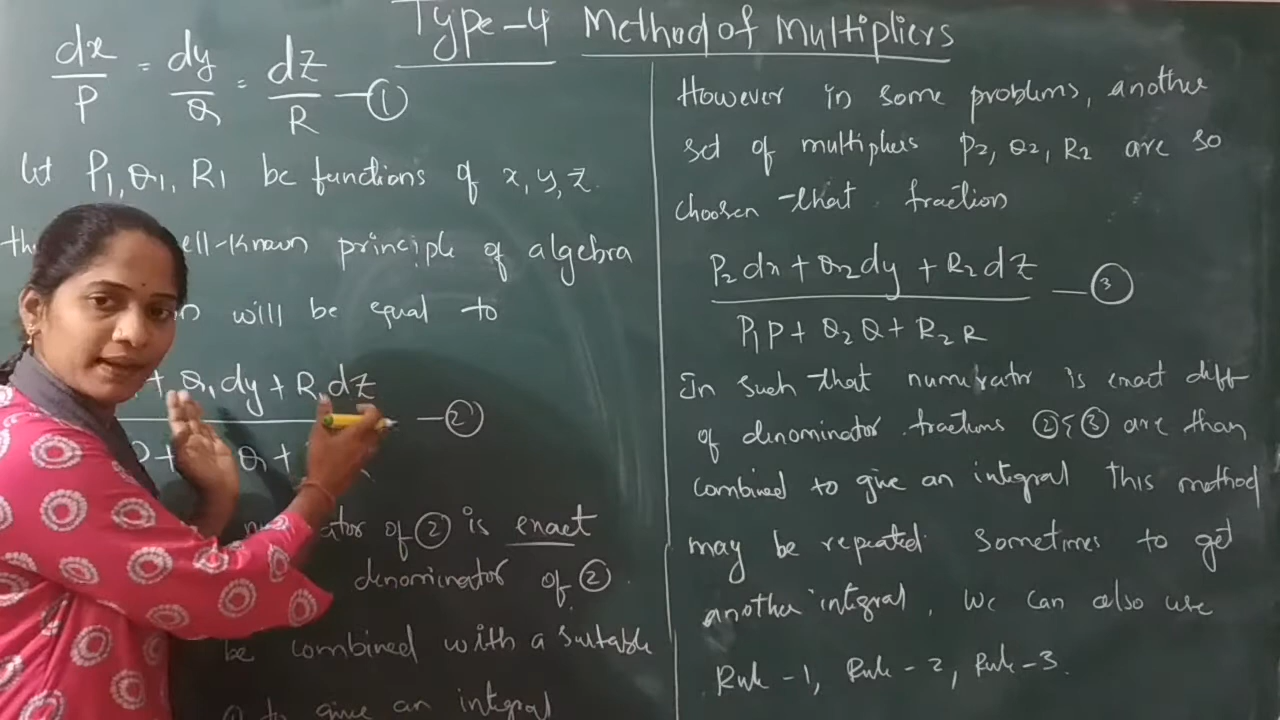 Type-4 Method of Multipliers
dx/P = dy/Q = dz/R — ①
let P1, Q1, R1 be functions of x, y, z.
ell-known principle of algebra
will be equal to
+ Q1 dy + R1 dz — ②
P +
of ② is exact
denominator of ②.
be combined with a suitable
① to give an integral
However in some problems, another
set of multipliers P2, Q2, R2 are so
choosen that fraction
P2 dx + Q2 dy + R2 dz — ③
P1 P + Q2 Q + R2 R
In such that numerator is exact diff
of denominator. fractions ② & ③ are than
combined to give an integral This method
may be repeated. Sometimes to get
another integral. We can also use
Rule-1, Rule-2, Rule-3.